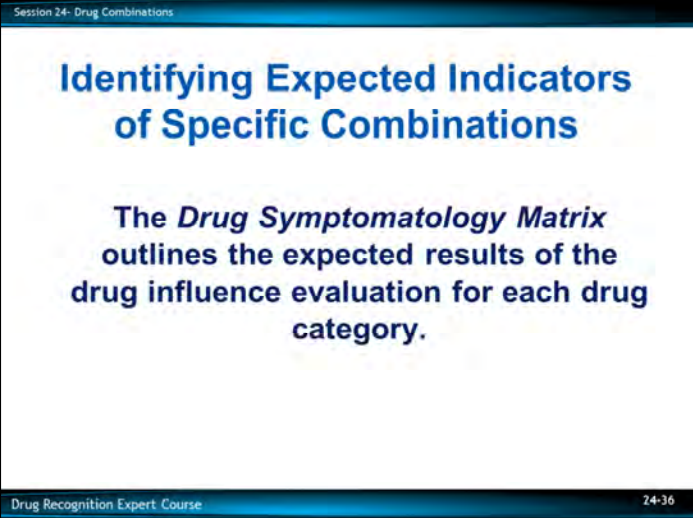 Session 24- Drug Combinations
Identifying Expected Indicators
of Specific Combinations
The Drug Symptomatology Matrix
outlines the expected results of the
drug influence evaluation for each drug
category.
Drug Recognition Expert Course
24-36